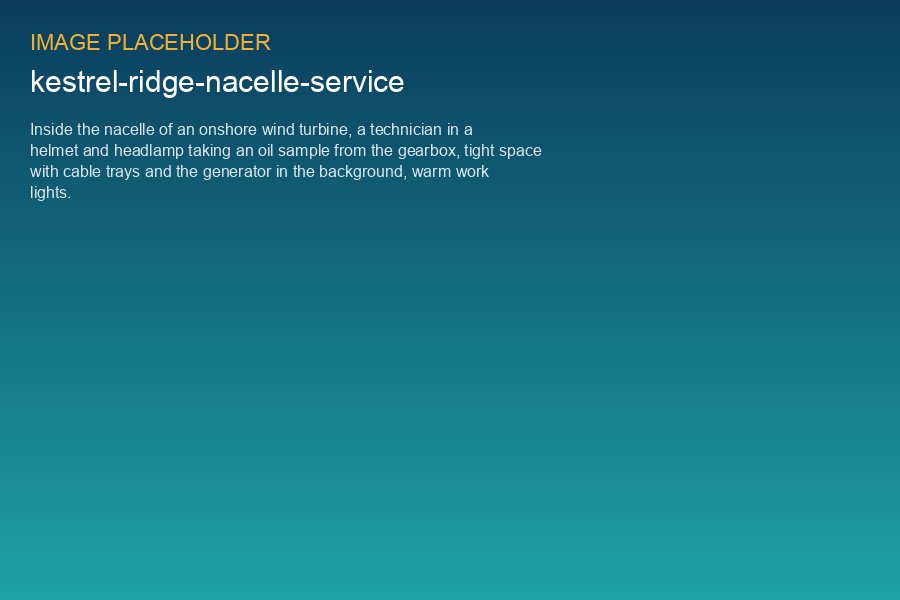 IMAGE PLACEHOLDER
kestrel-ridge-nacelle-service
Inside the nacelle of an onshore wind turbine, a technician in a
helmet and headlamp taking an oil sample from the gearbox, tight space
with cable trays and the generator in the background, warm work
lights.